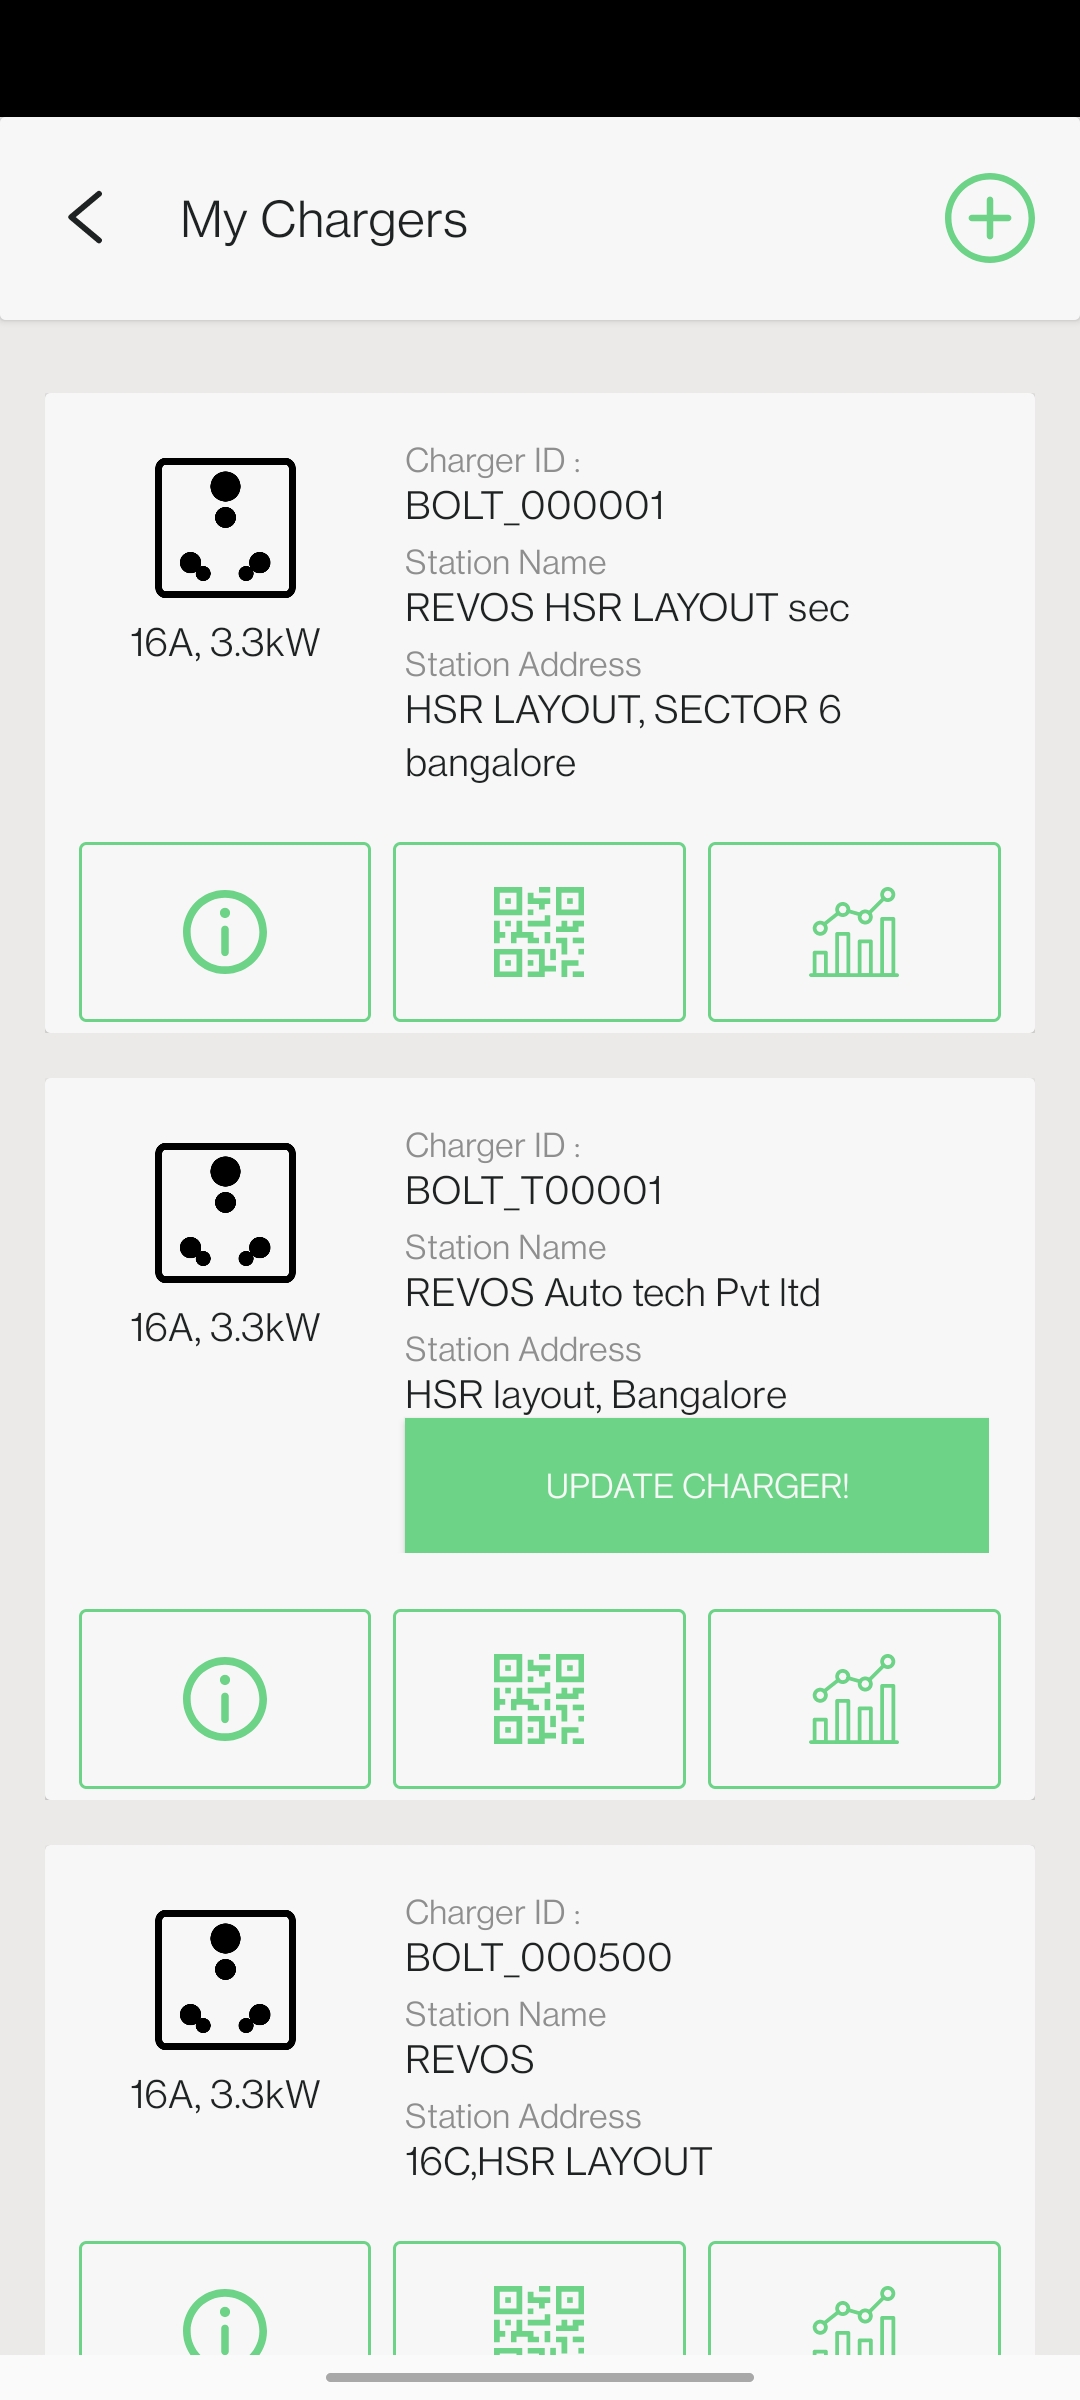 My Chargers
Charger ID :
BOLT_000001
Station Name
REVOS HSR LAYOUT sec
16A, 3.3kW
Station Address
HSR LAYOUT, SECTOR 6
bangalore
Charger ID :
BOLT_T00001
Station Name
REVOS Auto tech Pvt ltd
16A, 3.3kW
Station Address
HSR layout, Bangalore
UPDATE CHARGER!
Charger ID :
BOLT_000500
Station Name
REVOS
16A, 3.3kW
Station Address
16C,HSR LAYOUT